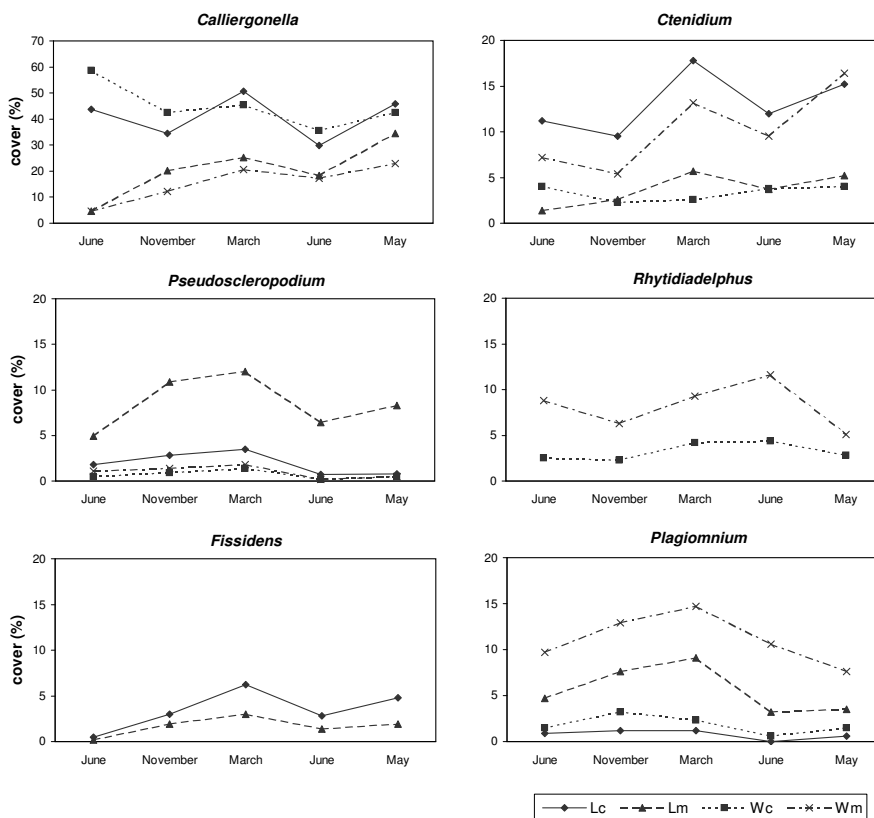 Calliergonella
70
60
50
40
30
20
10
0
cover (%)
June November March June May
Ctenidium
20
15
10
5
0
June November March June May
Pseudoscleropodium
20
15
10
5
0
cover (%)
June November March June May
Rhytidiadelphus
20
15
10
5
0
June November March June May
Fissidens
20
15
10
5
0
cover (%)
June November March June May
Plagiomnium
20
15
10
5
0
June November March June May
Lc Lm Wc Wm